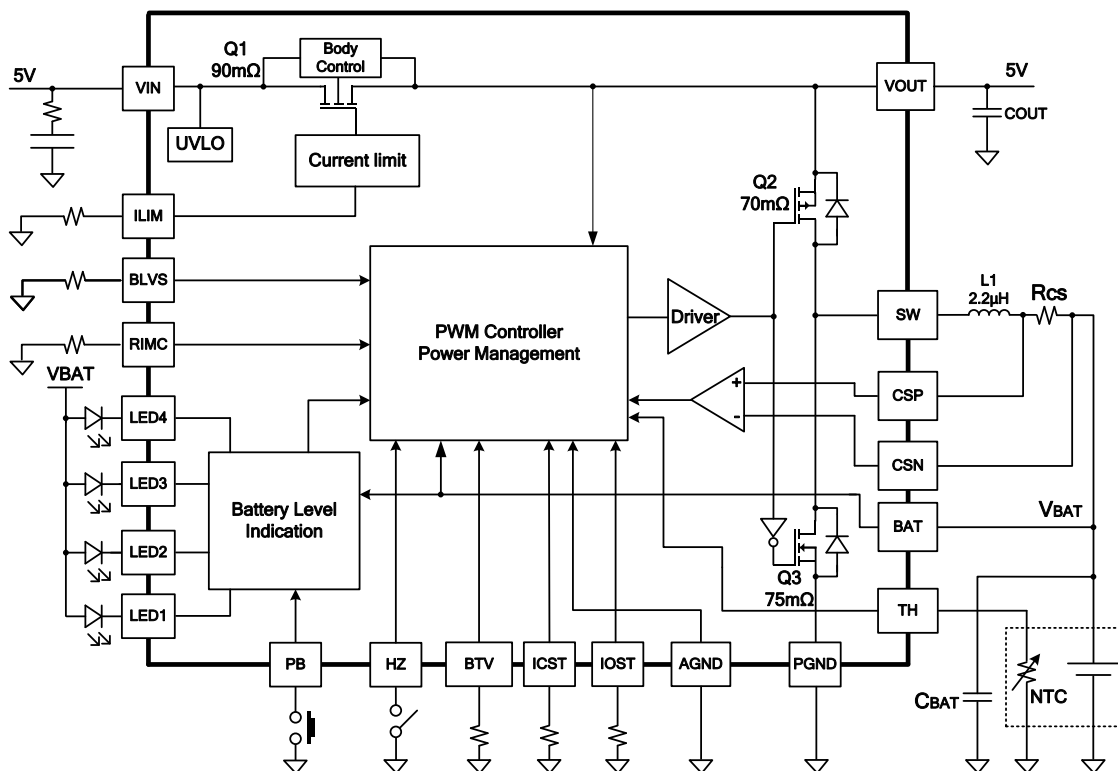 Q1
90mΩ
Body
Control
5V
VIN
VOUT
5V
COUT
UVLO
Current limit
ILIM
Q2
70mΩ
BLVS
PWM Controller
Power Management
Driver
SW
L1
2.2µH
Rcs
RIMC
VBAT
CSP
+
-
LED4
CSN
LED3
Battery Level
Indication
BAT
VBAT
LED2
Q3
75mΩ
TH
LED1
PB
HZ
BTV
ICST
IOST
AGND
PGND
CBAT
NTC